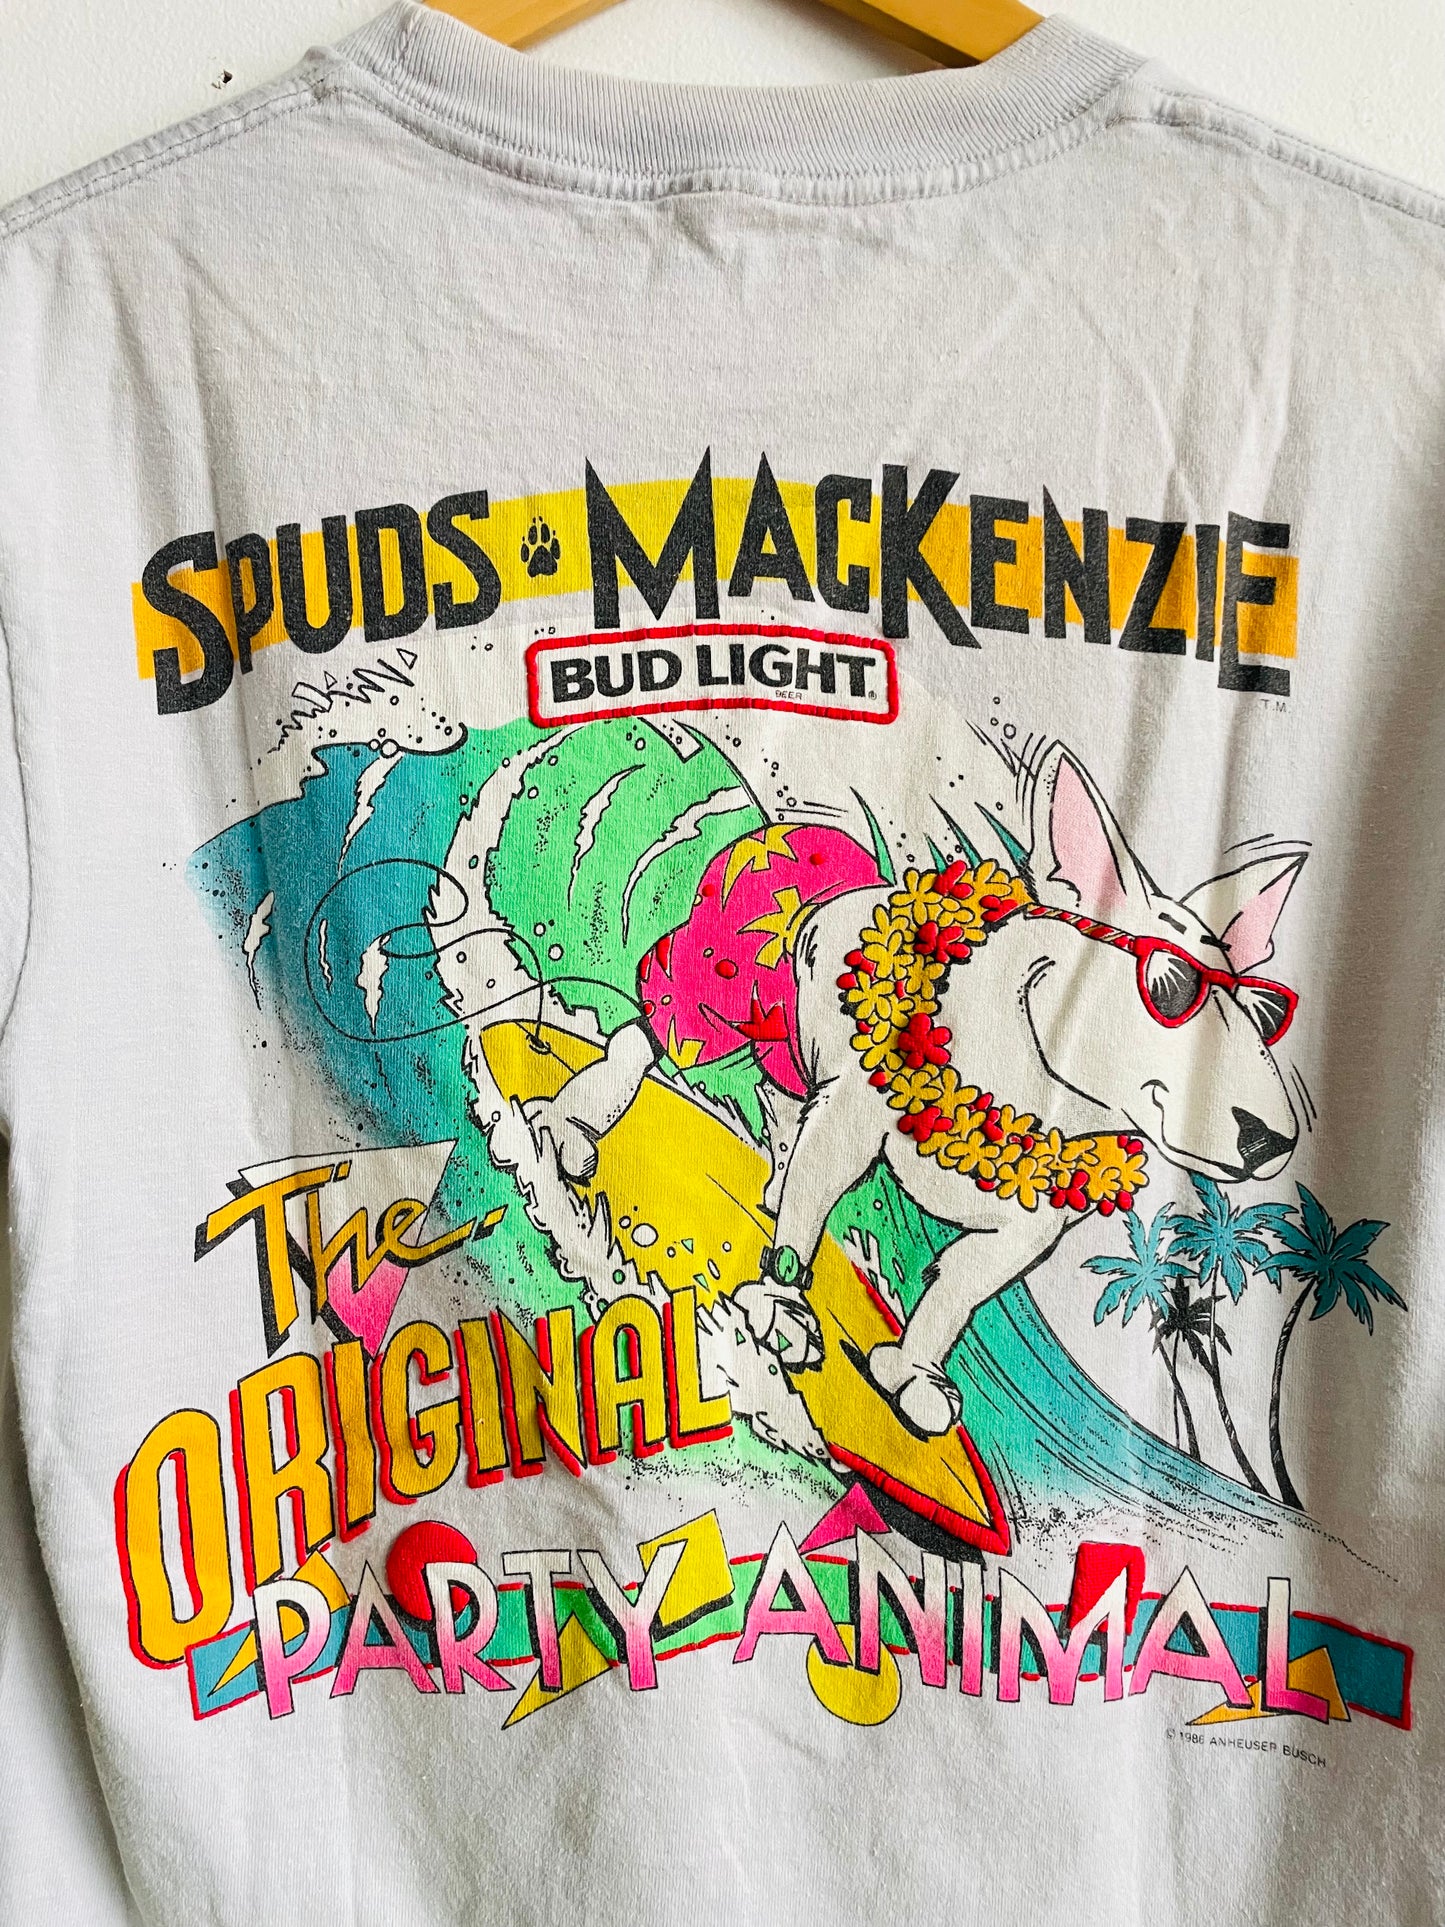 SPUDS MACKENZIE
T.M.
BUD LIGHT®
BEER
The
ORIGINAL
PARTY ANIMAL
© 1986 ANHEUSER BUSCH